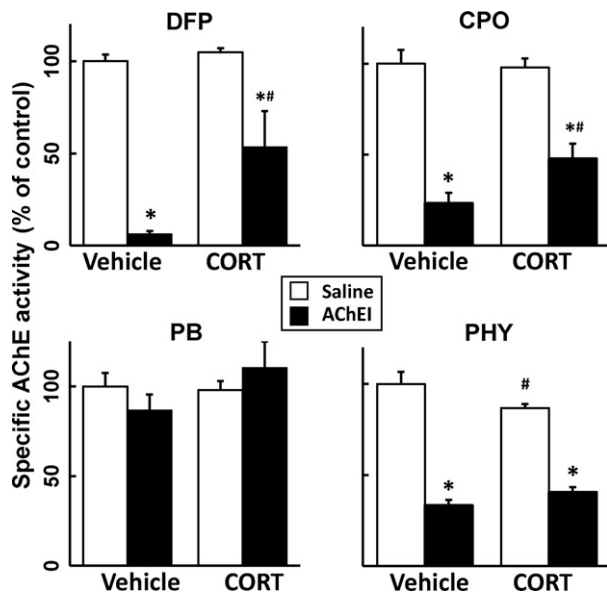 DFP
CPO
Specific AChE activity (% of control)
100
50
0
*
*#
*
*#
Vehicle CORT
Vehicle CORT
Saline
AChEI
PB
PHY
100
50
0
*
#
*
Vehicle CORT
Vehicle CORT